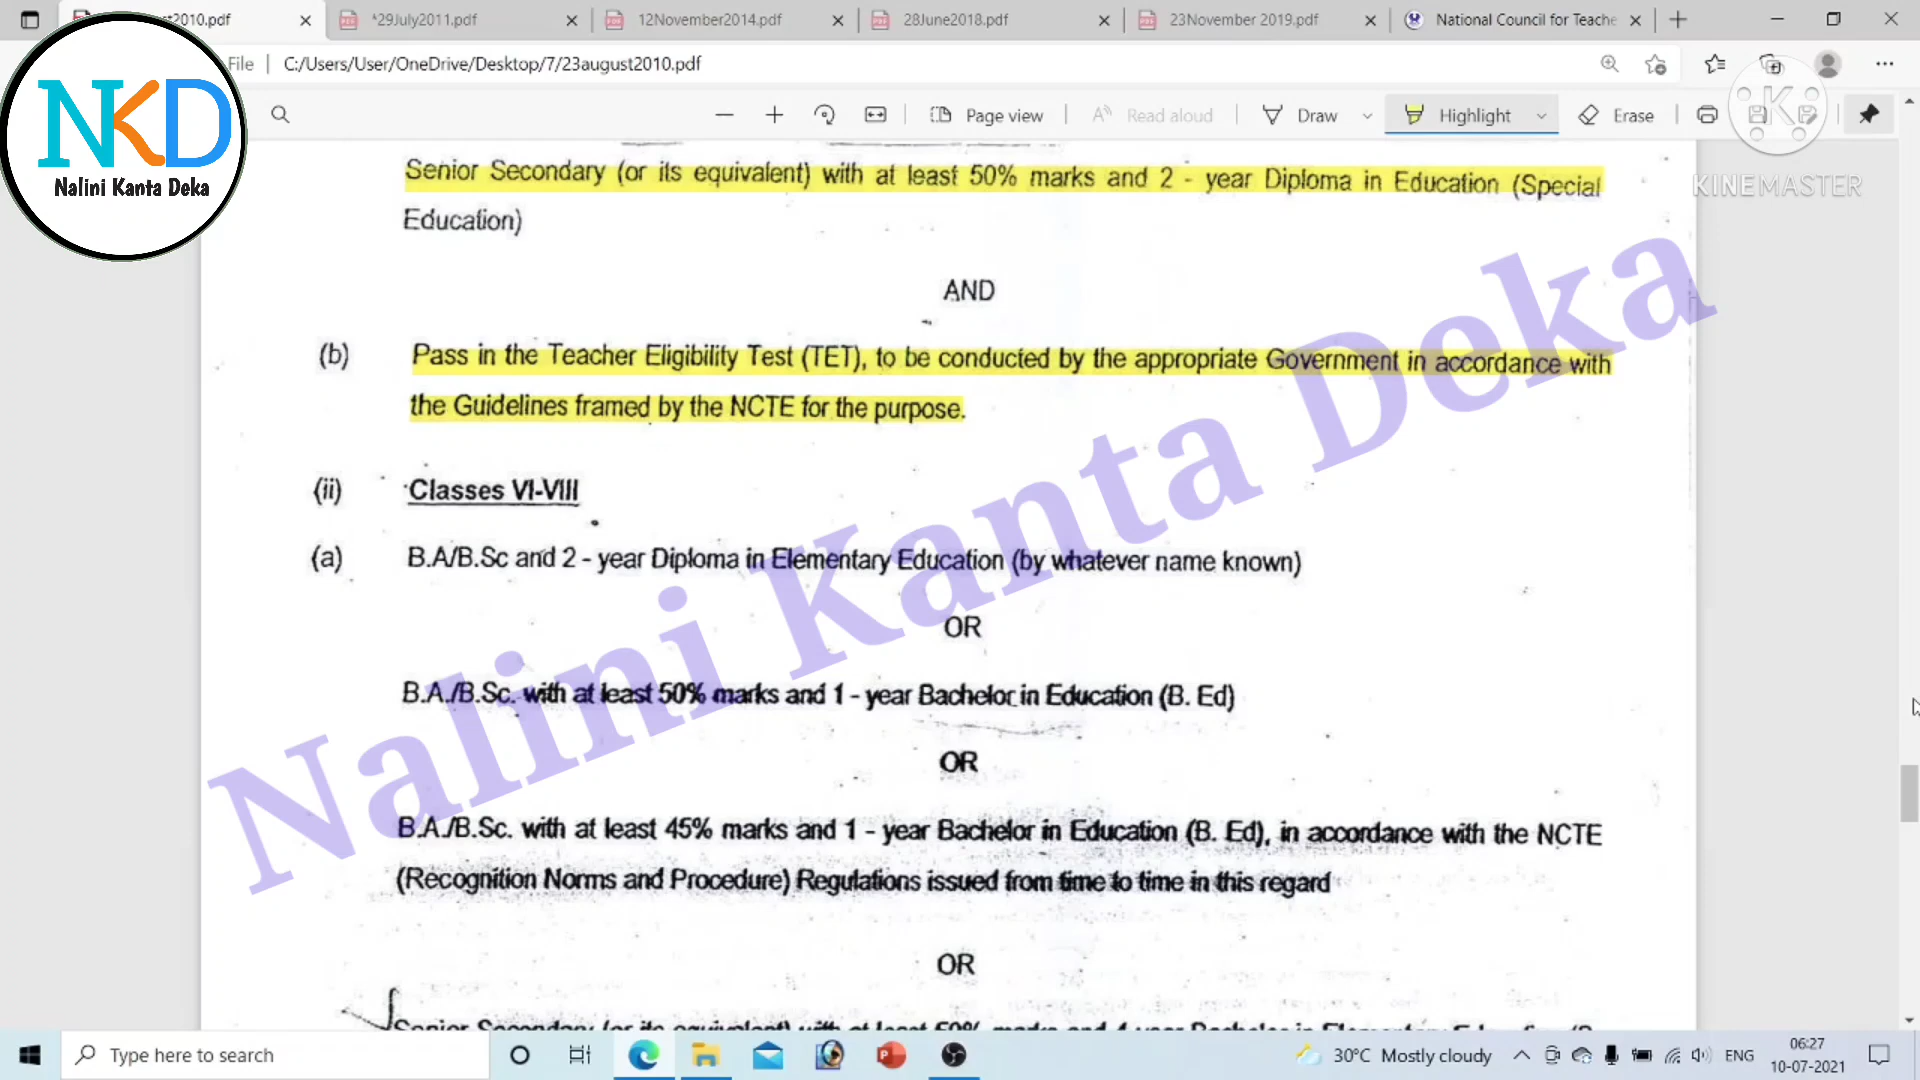 2010.pdf
*29July2011.pdf
12November2014.pdf
28June2018.pdf
23November 2019.pdf
National Council for Teache
File
C:/Users/User/OneDrive/Desktop/7/23august2010.pdf
Page view
Read aloud
Draw
Highlight
Erase
NKD
Nalini Kanta Deka
K
KINEMASTER
Senior Secondary (or its equivalent) with at least 50% marks and 2 - year Diploma in Education (Special
Education)
AND
(b) Pass in the Teacher Eligibility Test (TET), to be conducted by the appropriate Government in accordance with
the Guidelines framed by the NCTE for the purpose.
(ii) Classes VI-VIII
(a) B.A/B.Sc and 2 - year Diploma in Elementary Education (by whatever name known)
OR
B.A./B.Sc. with at least 50% marks and 1 - year Bachelor in Education (B. Ed)
OR
B.A./B.Sc. with at least 45% marks and 1 - year Bachelor in Education (B. Ed), in accordance with the NCTE
(Recognition Norms and Procedure) Regulations issued from time to time in this regard
OR
Nalini Kanta Deka
Type here to search
30°C Mostly cloudy
ENG
06:27
10-07-2021